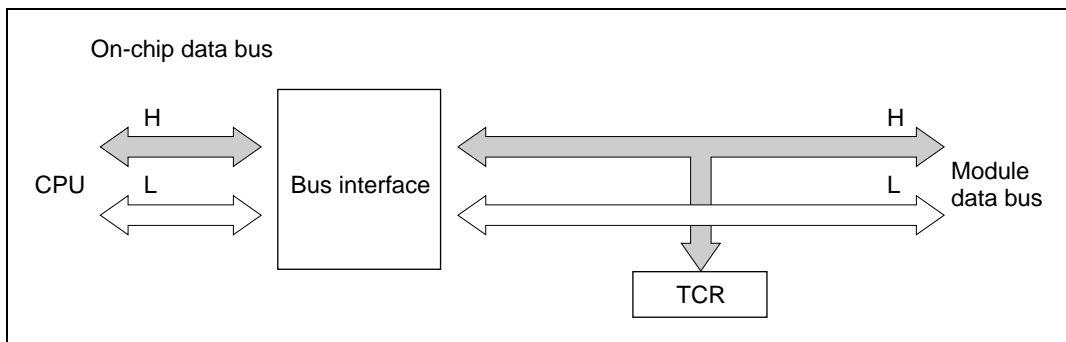 On-chip data bus
H
H
CPU
L
Bus interface
L
Module
data bus
TCR